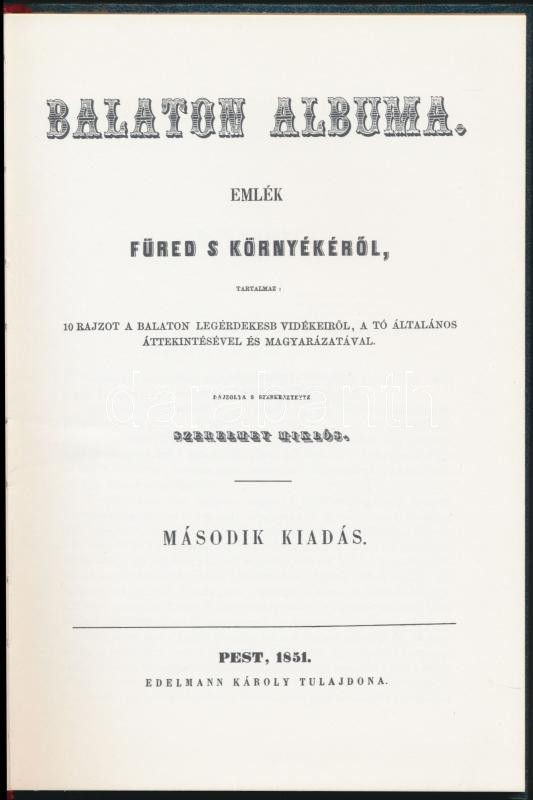 BALATON ALBUMA.
EMLÉK
FÜRED S KÖRNYÉKÉRŐL,
TARTALMAZ:
10 RAJZOT A BALATON LEGÉRDEKESB VIDÉKEIRŐL, A TÓ ÁLTALÁNOS
ÁTTEKINTÉSÉVEL ÉS MAGYARÁZATÁVAL.
RAJZOLTA S SZERKESZTETTE
darabanth
SZERELMEY MIKLÓS.
MÁSODIK KIADÁS.
PEST, 1851.
EDELMANN KÁROLY TULAJDONA.